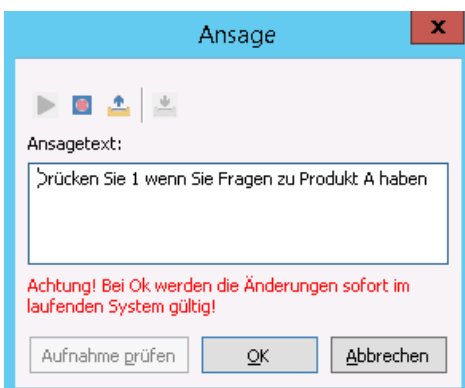 Ansage
x
Ansagetext:
Drücken Sie 1 wenn Sie Fragen zu Produkt A haben
Achtung! Bei Ok werden die Änderungen sofort im
laufenden System gültig!
Aufnahme prüfen
OK
Abbrechen